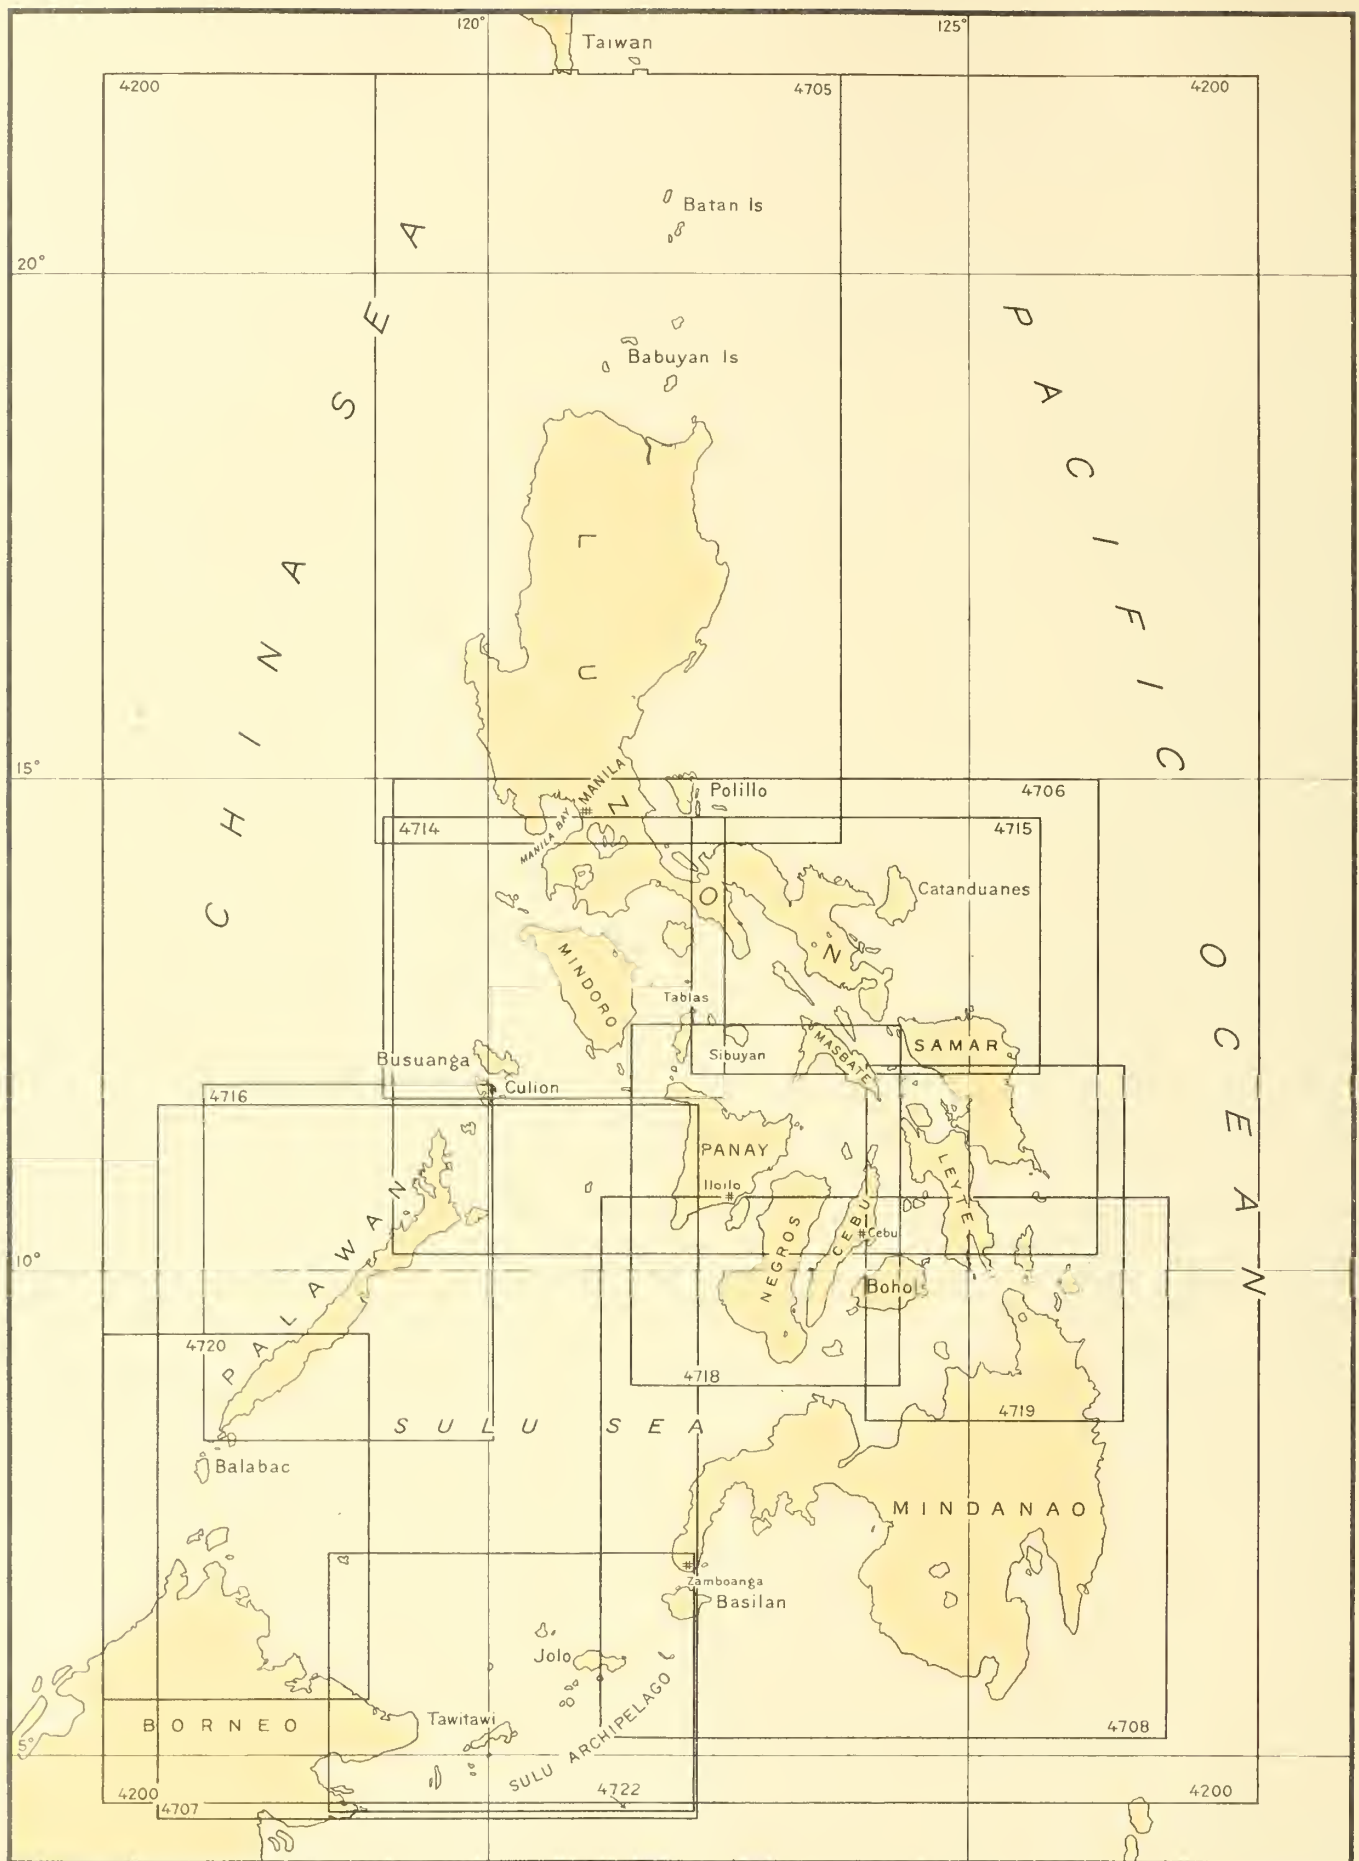 120°
125°
Taiwan
4200
4705
4200
Batan Is
20°
Babuyan Is
CHINA SEA
PACIFIC OCEAN
LUZON
15°
MANILA
Polillo
4706
4714
MANILA BAY
4715
Catanduanes
MINDORO
Tablas
Busuanga
Sibuyan
MASBATE
SAMAR
Culion
4716
PANAY
Iloilo
LEYTE
PALAWAN
NEGROS
CEBU
Cebu
10°
Bohol
4720
4718
4719
SULU SEA
Balabac
MINDANAO
Zamboanga
Basilan
Jolo
BORNEO
Tawitawi
SULU ARCHIPELAGO
4708
5°
4200
4722
4200
4707